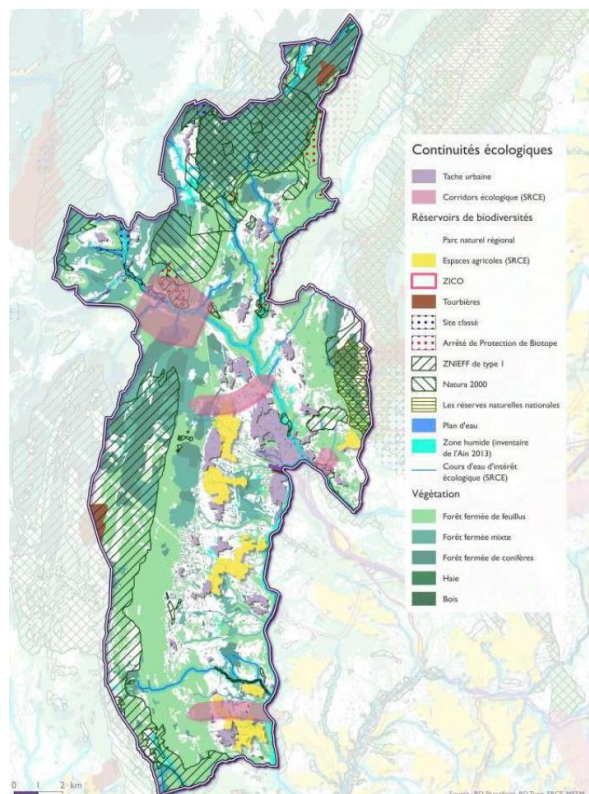 Continuités écologiques
Tache urbaine
Corridors écologique (SRCE)
Réservoirs de biodiversités
Parc naturel régional
Espaces agricoles (SRCE)
ZICO
Tourbières
Site classé
Arrêté de Protection de Biotope
ZNIEFF de type 1
Natura 2000
Les réserves naturelles nationales
Plan d'eau
Zone humide (inventaire
de l'Ain 2013)
Cours d'eau d'intérêt
écologique (SRCE)
Végétation
Forêt fermée de feuillus
Forêt fermée mixte
Forêt fermée de conifères
Haie
Bois
0 1 2 km